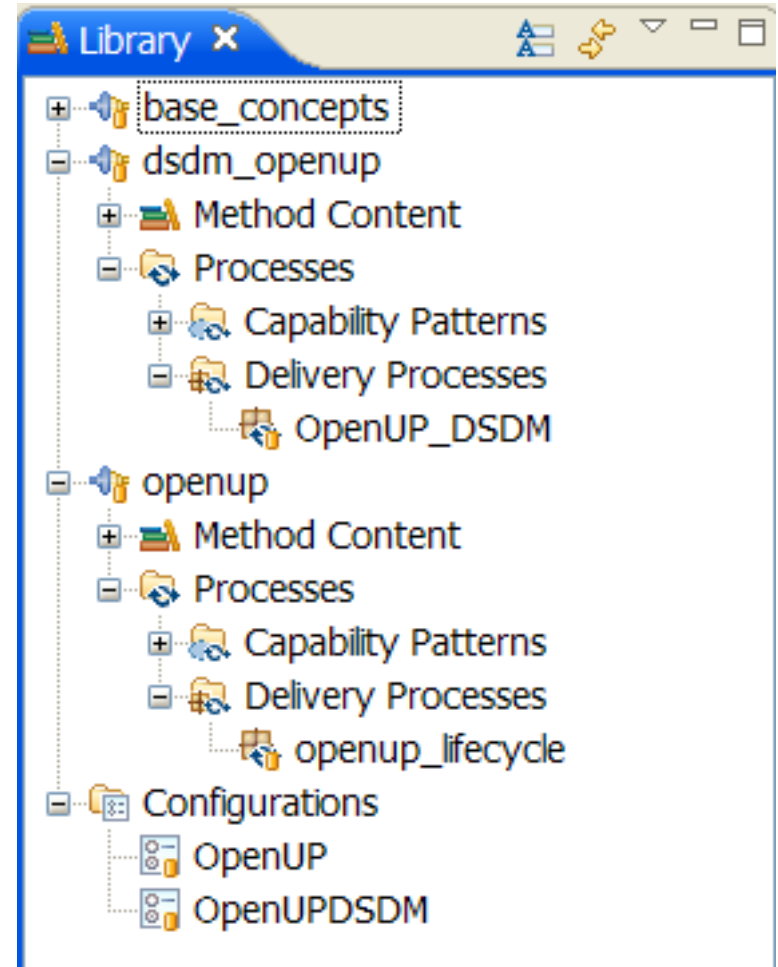 Library
base_concepts
dsdm_openup
Method Content
Processes
Capability Patterns
Delivery Processes
OpenUP_DSDM
openup
Method Content
Processes
Capability Patterns
Delivery Processes
openup_lifecycle
Configurations
OpenUP
OpenUPDSDM